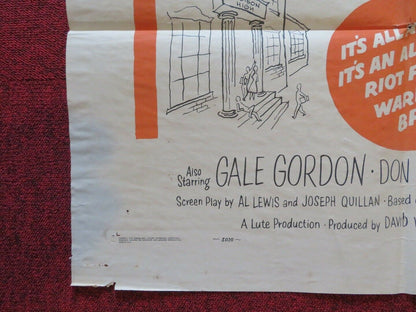 HIGH
IT'S ALL
IT'S AN AL
RIOT F
WAR
BR
Also
Starring GALE GORDON · DON
Screen Play by AL LEWIS and JOSEPH QUILLAN · Based
A Lute Production · Produced by DAVID